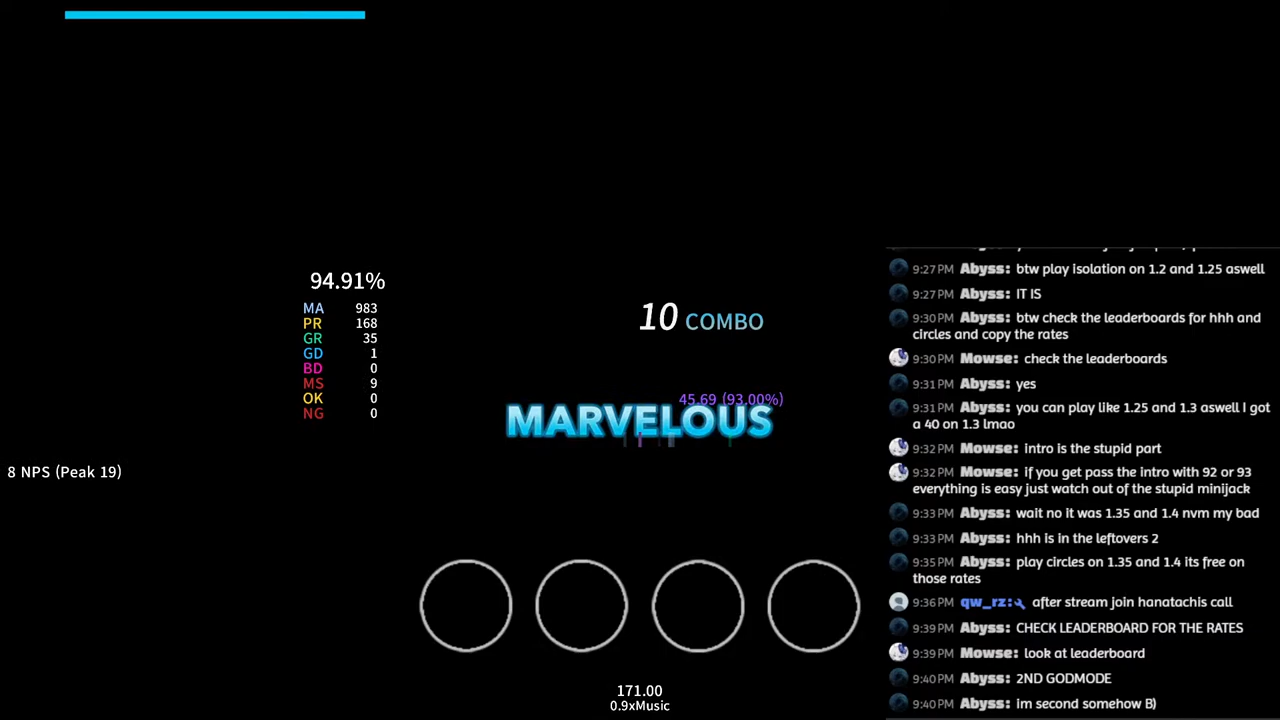 94.91%
MA 983
PR 168
GR 35
GD 1
BD 0
MS 9
OK 0
NG 0
8 NPS (Peak 19)
10 COMBO
45.69 (93.00%)
MARVELOUS
171.00
0.9xMusic
9:27 PM Abyss: btw play isolation on 1.2 and 1.25 aswell
9:27 PM Abyss: IT IS
9:30 PM Abyss: btw check the leaderboards for hhh and
circles and copy the rates
9:30 PM Mowse: check the leaderboards
9:31 PM Abyss: yes
9:31 PM Abyss: you can play like 1.25 and 1.3 aswell I got
a 40 on 1.3 lmao
9:32 PM Mowse: intro is the stupid part
9:32 PM Mowse: if you get pass the intro with 92 or 93
everything is easy just watch out of the stupid minijack
9:33 PM Abyss: wait no it was 1.35 and 1.4 nvm my bad
9:33 PM Abyss: hhh is in the leftovers 2
9:35 PM Abyss: play circles on 1.35 and 1.4 its free on
those rates
9:36 PM qw_rz: after stream join hanatachis call
9:39 PM Abyss: CHECK LEADERBOARD FOR THE RATES
9:39 PM Mowse: look at leaderboard
9:40 PM Abyss: 2ND GODMODE
9:40 PM Abyss: im second somehow B)